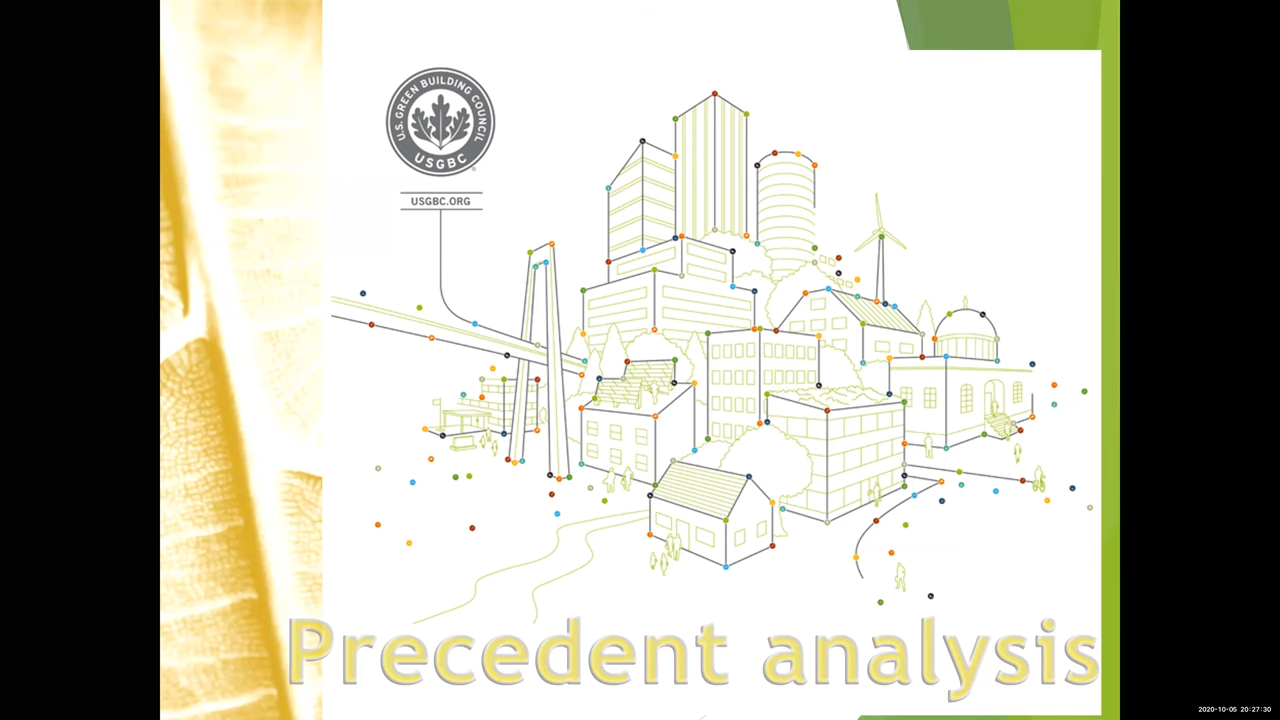 U.S. GREEN BUILDING COUNCIL
USGBC
USGBC.ORG
Precedent analysis
2020-10-05 20:27:30